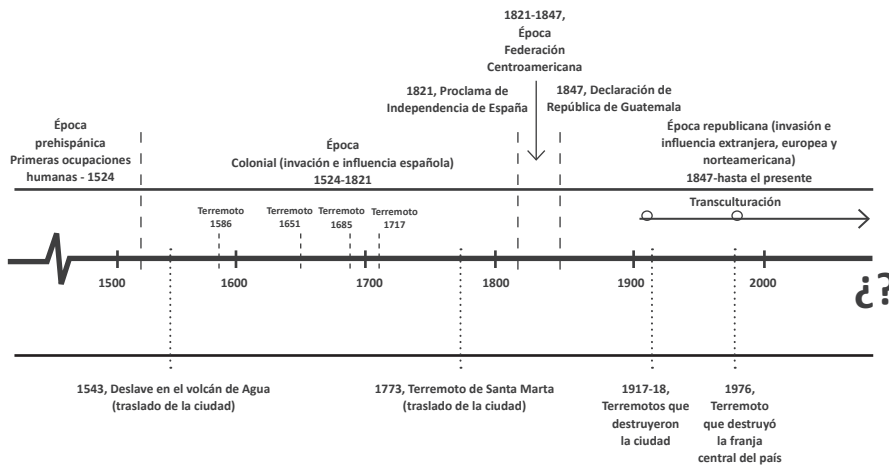 1821-1847,
Época
Federación
Centroamericana
1821, Proclama de
Independencia de España
1847, Declaración de
República de Guatemala
Época
prehispánica
Primeras ocupaciones
humanas - 1524
Época
Colonial (invación e influencia española)
1524-1821
Época republicana (invasión e
influencia extranjera, europea y
norteamericana)
1847-hasta el presente
Transculturación
Terremoto
1586
Terremoto
1651
Terremoto
1685
Terremoto
1717
1500
1600
1700
1800
1900
2000
¿?
1543, Deslave en el volcán de Agua
(traslado de la ciudad)
1773, Terremoto de Santa Marta
(traslado de la ciudad)
1917-18,
Terremotos que
destruyeron
la ciudad
1976,
Terremoto
que destruyó
la franja
central del país